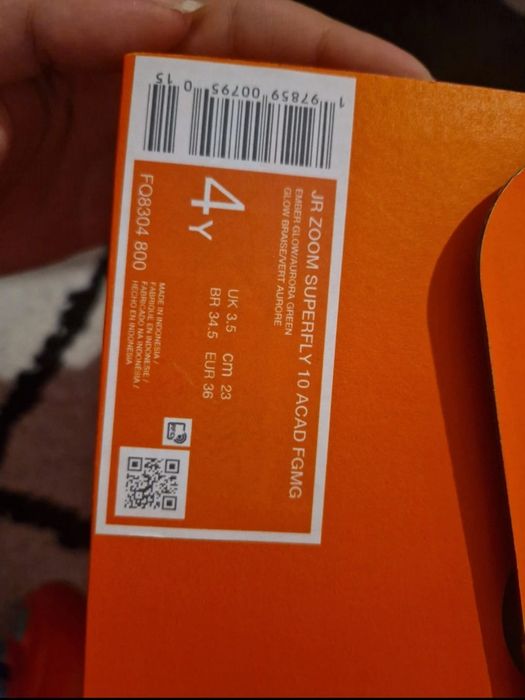 JR ZOOM SUPERFLY 10 ACAD FGMG
EMBER GLOW/AURORA GREEN
GLOW BRAISE/VERT AURORE
4Y
UK 3.5 cm 23
BR 34.5 EUR 36
FQ8304 800
MADE IN INDONESIA /
FABRIQUE EN INDONESIE /
FABRICADO NA INDONÉSIA /
HECHO EN INDONESIA
1 97859 00795 0 15